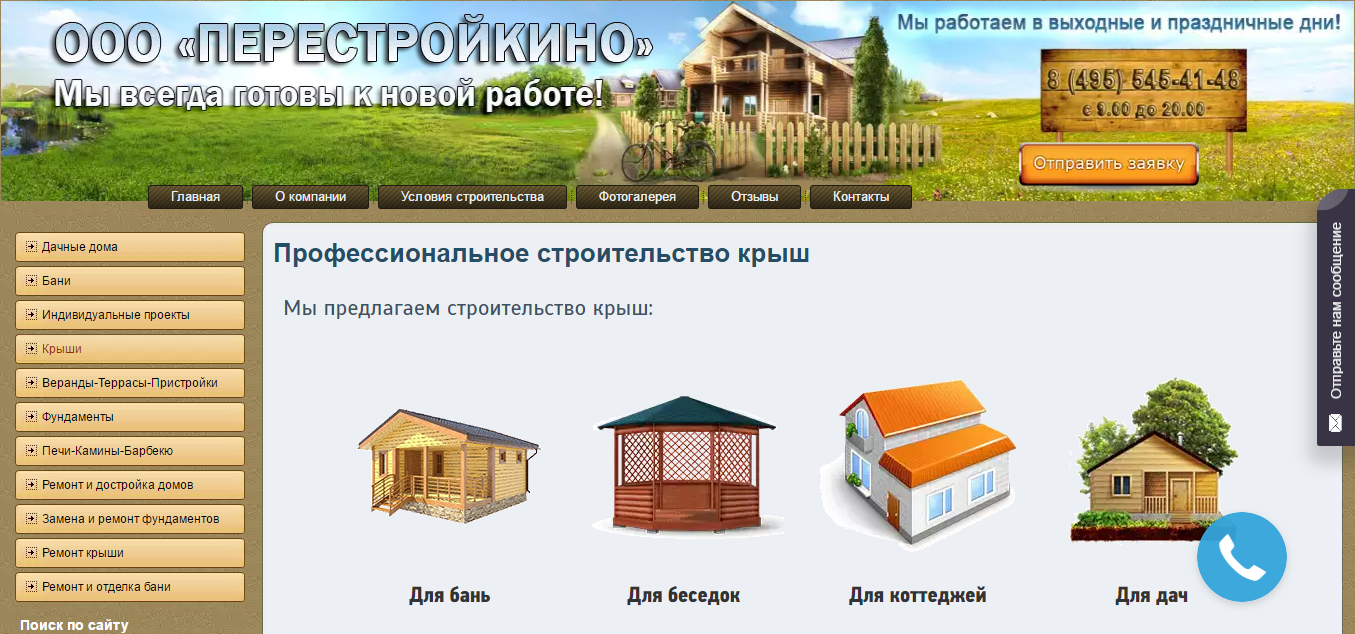 ООО «ПЕРЕСТРОЙКИНО»
Мы всегда готовы к новой работе!
Мы работаем в выходные и праздничные дни!
8 (495) 545-41-48
с 9.00 до 20.00
Отправить заявку
Главная
О компании
Условия строительства
Фотогалерея
Отзывы
Контакты
Дачные дома
Бани
Индивидуальные проекты
Крыши
Веранды-Террасы-Пристройки
Фундаменты
Печи-Камины-Барбекю
Ремонт и достройка домов
Замена и ремонт фундаментов
Ремонт крыши
Ремонт и отделка бани
Поиск по сайту
Профессиональное строительство крыш
Мы предлагаем строительство крыш:
Для бань
Для беседок
Для коттеджей
Для дач
Отправьте нам сообщение